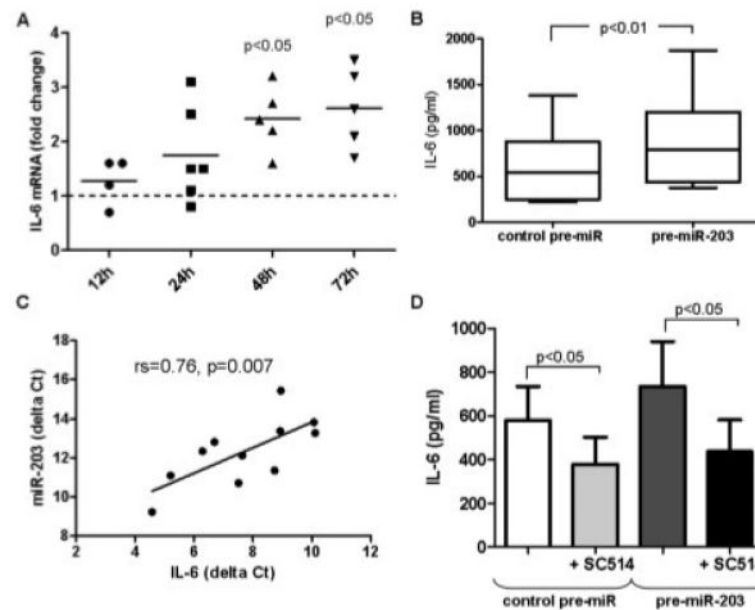 A
p<0.05
p<0.05
IL-6 mRNA (fold change)
4
3
2
1
0
12h
24h
48h
72h
B
p<0.01
IL-6 (pg/ml)
2000
1500
1000
500
0
control pre-miR
pre-miR-203
C
rs=0.76, p=0.007
miR-203 (delta Ct)
18
16
14
12
10
8
2
4
6
8
10
12
IL-6 (delta Ct)
D
p<0.05
p<0.05
IL-6 (pg/ml)
1000
800
600
400
200
0
+ SC514
+ SC51
control pre-miR
pre-miR-203